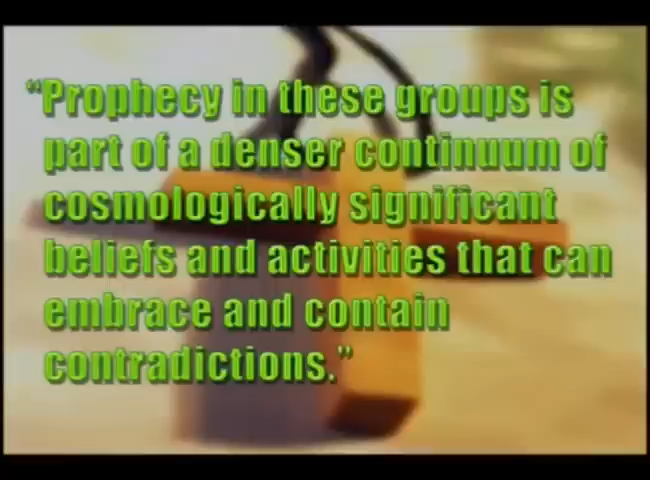 “Prophecy in these groups is
part of a denser continuum of
cosmologically significant
beliefs and activities that can
embrace and contain
contradictions.”